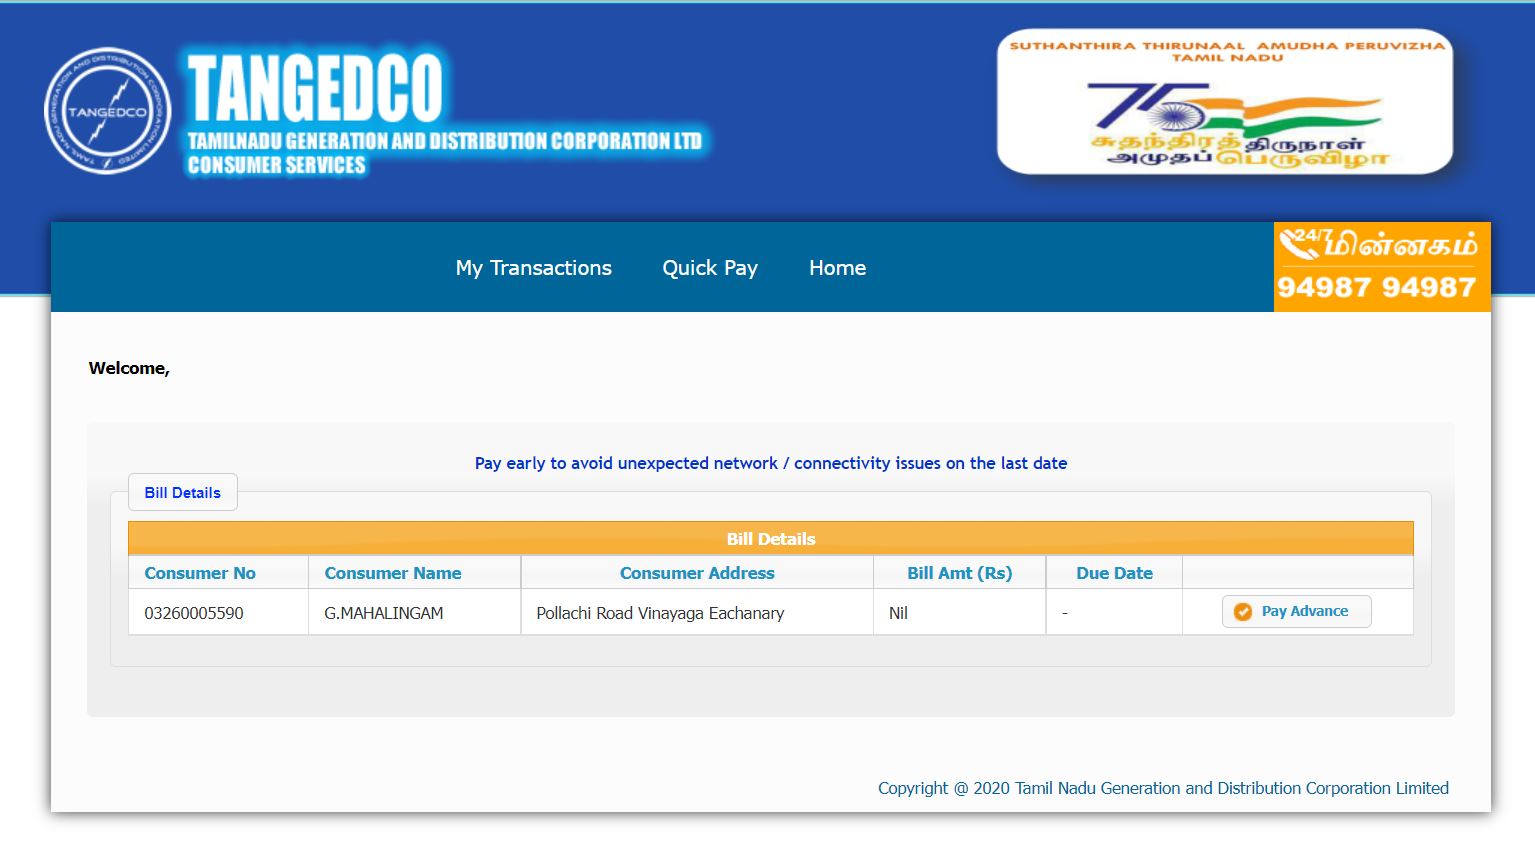 TANGEDCO
TANGEDCO
TAMILNADU GENERATION AND DISTRIBUTION CORPORATION LTD
CONSUMER SERVICES
SUTHANTHIRA THIRUNAAL AMUDHA PERUVIZHA
TAMIL NADU
75
சுதந்திரத் திருநாள்
அமுதப் பெருவிழா
My Transactions
Quick Pay
Home
24/7 மின்னகம்
94987 94987
Welcome,
Pay early to avoid unexpected network / connectivity issues on the last date
Bill Details
Bill Details
Consumer No Consumer Name Consumer Address Bill Amt (Rs) Due Date
03260005590 G.MAHALINGAM Pollachi Road Vinayaga Eachanary Nil - Pay Advance
Copyright @ 2020 Tamil Nadu Generation and Distribution Corporation Limited